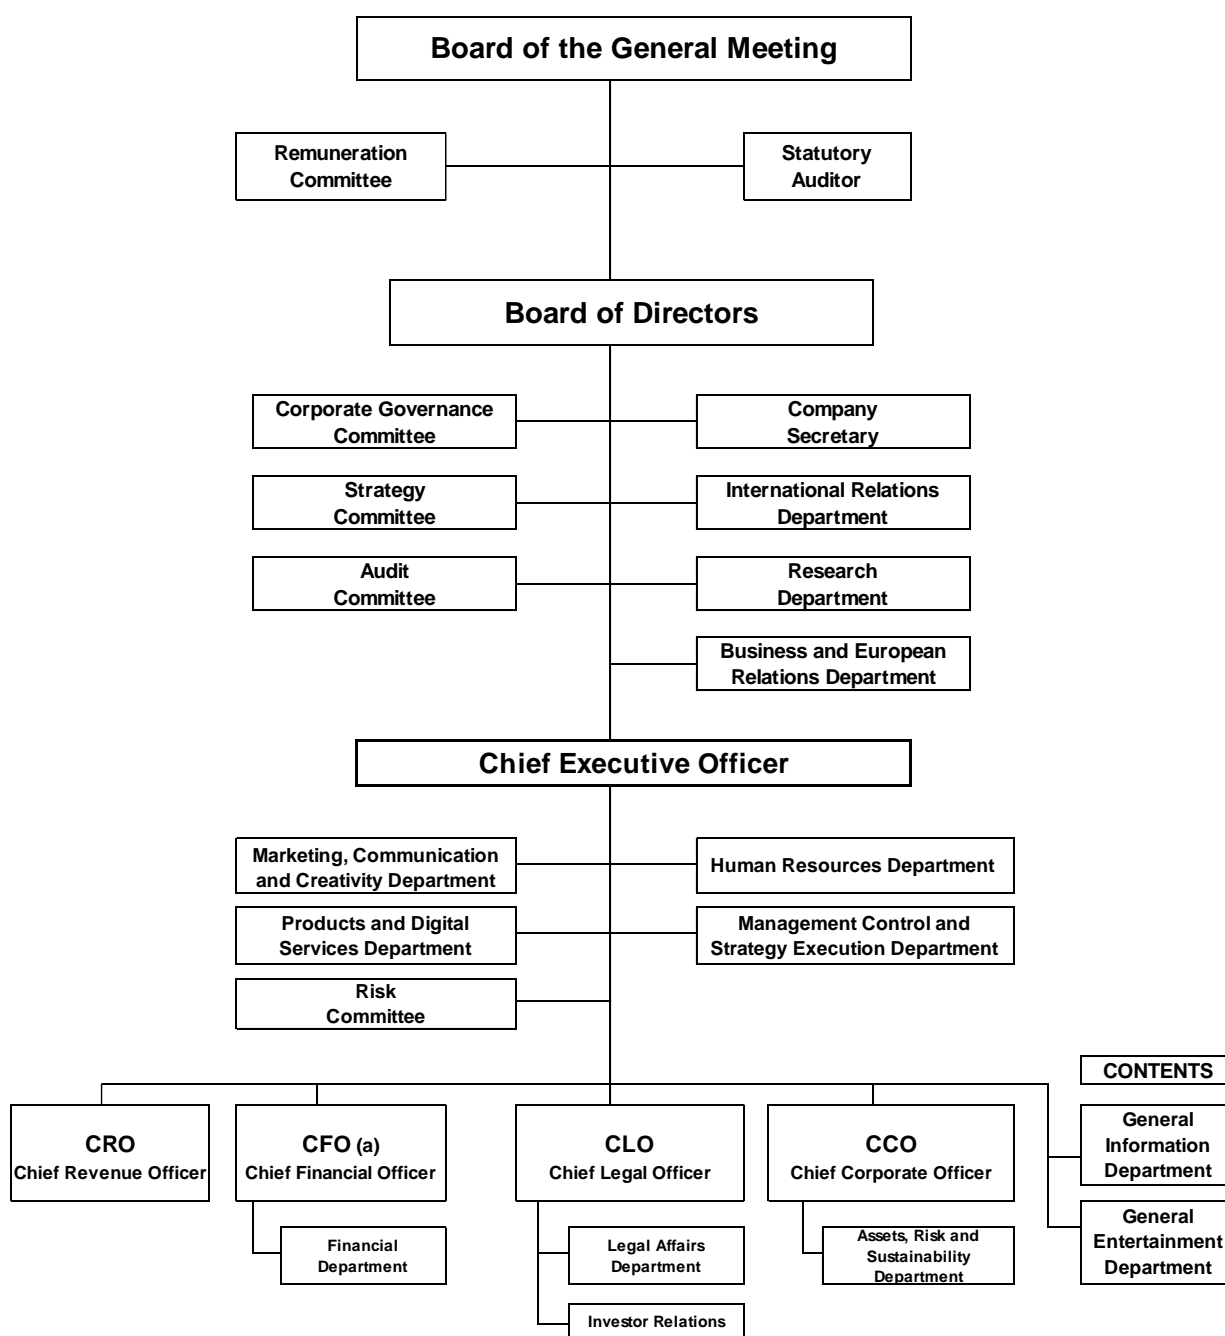 Board of the General Meeting
Remuneration
Committee
Statutory
Auditor
Board of Directors
Corporate Governance
Committee
Company
Secretary
Strategy
Committee
International Relations
Department
Audit
Committee
Research
Department
Business and European
Relations Department
Chief Executive Officer
Marketing, Communication
and Creativity Department
Human Resources Department
Products and Digital
Services Department
Management Control and
Strategy Execution Department
Risk
Committee
CONTENTS
CRO
Chief Revenue Officer
CFO (a)
Chief Financial Officer
CLO
Chief Legal Officer
CCO
Chief Corporate Officer
General
Information
Department
Financial
Department
Legal Affairs
Department
Assets, Risk and
Sustainability
Department
General
Entertainment
Department
Investor Relations